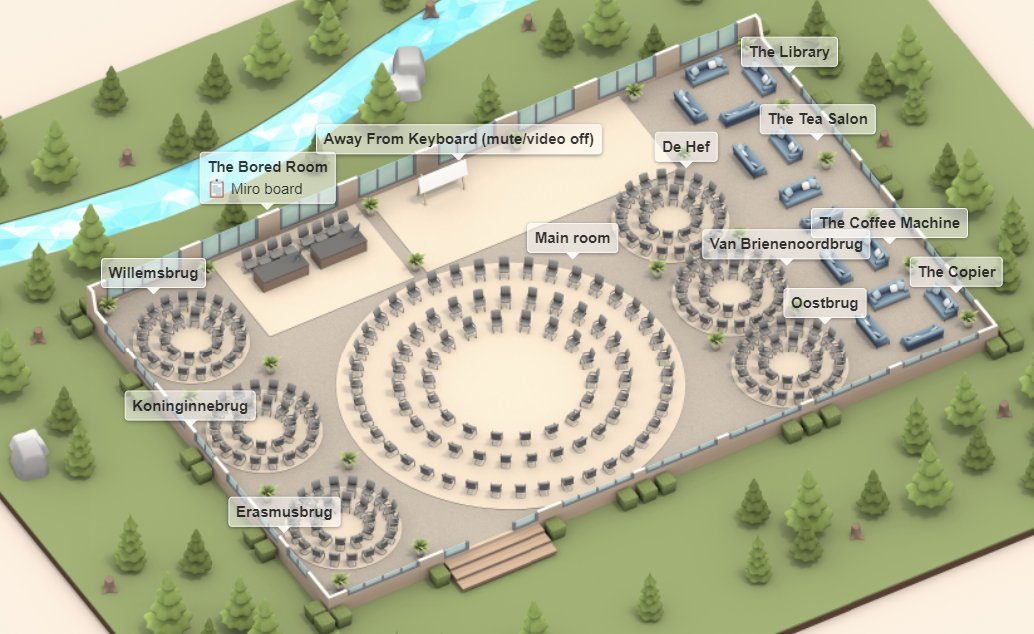 The Library
The Tea Salon
Away From Keyboard (mute/video off)
De Hef
The Bored Room
Miro board
The Coffee Machine
Main room
Van Brienenoordbrug
Willemsbrug
The Copier
Oostbrug
Koninginnebrug
Erasmusbrug